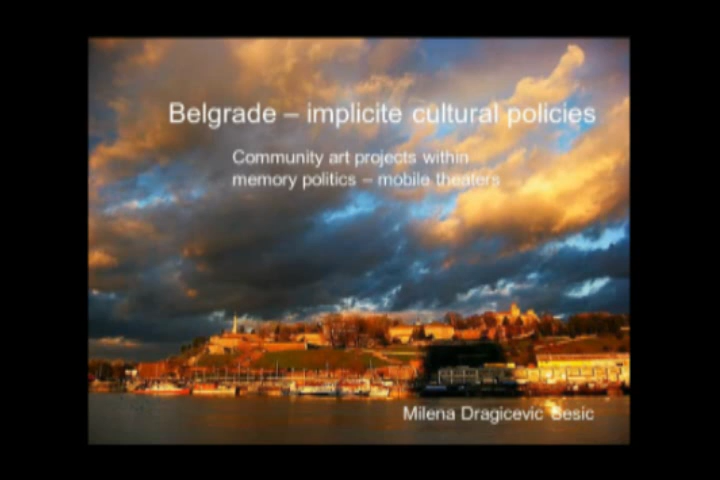 Belgrade – implicite cultural policies
Community art projects within
memory politics – mobile theaters
Milena Dragicevic Sesic